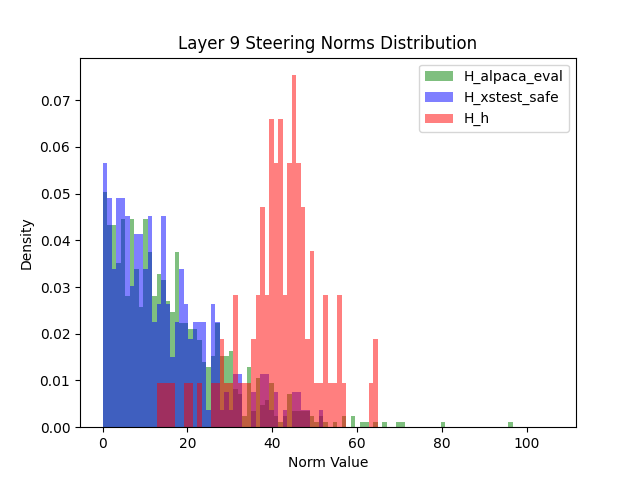 Layer 9 Steering Norms Distribution
H_alpaca_eval
H_xstest_safe
H_h
Density
0.07
0.06
0.05
0.04
0.03
0.02
0.01
0.00
0 20 40 60 80 100
Norm Value